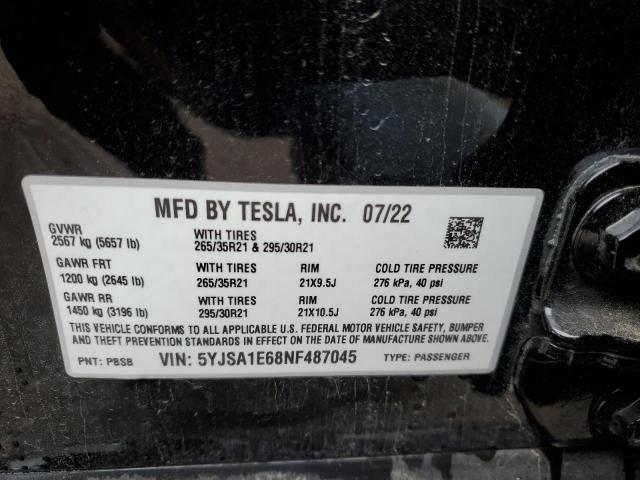 MFD BY TESLA, INC. 07/22
GVWR
2567 kg (5657 lb)
WITH TIRES
265/35R21 & 295/30R21
GAWR FRT
1200 kg (2645 lb)
WITH TIRES
265/35R21
RIM
21X9.5J
COLD TIRE PRESSURE
276 kPa, 40 psi
GAWR RR
1450 kg (3196 lb)
WITH TIRES
295/30R21
RIM
21X10.5J
COLD TIRE PRESSURE
276 kPa, 40 psi
THIS VEHICLE CONFORMS TO ALL APPLICABLE U.S. FEDERAL MOTOR VEHICLE SAFETY, BUMPER
AND THEFT PREVENTION STANDARDS IN EFFECT ON THE DATE OF MANUFACTURE SHOWN ABOVE.
PNT: PBSB VIN: 5YJSA1E68NF487045 TYPE: PASSENGER